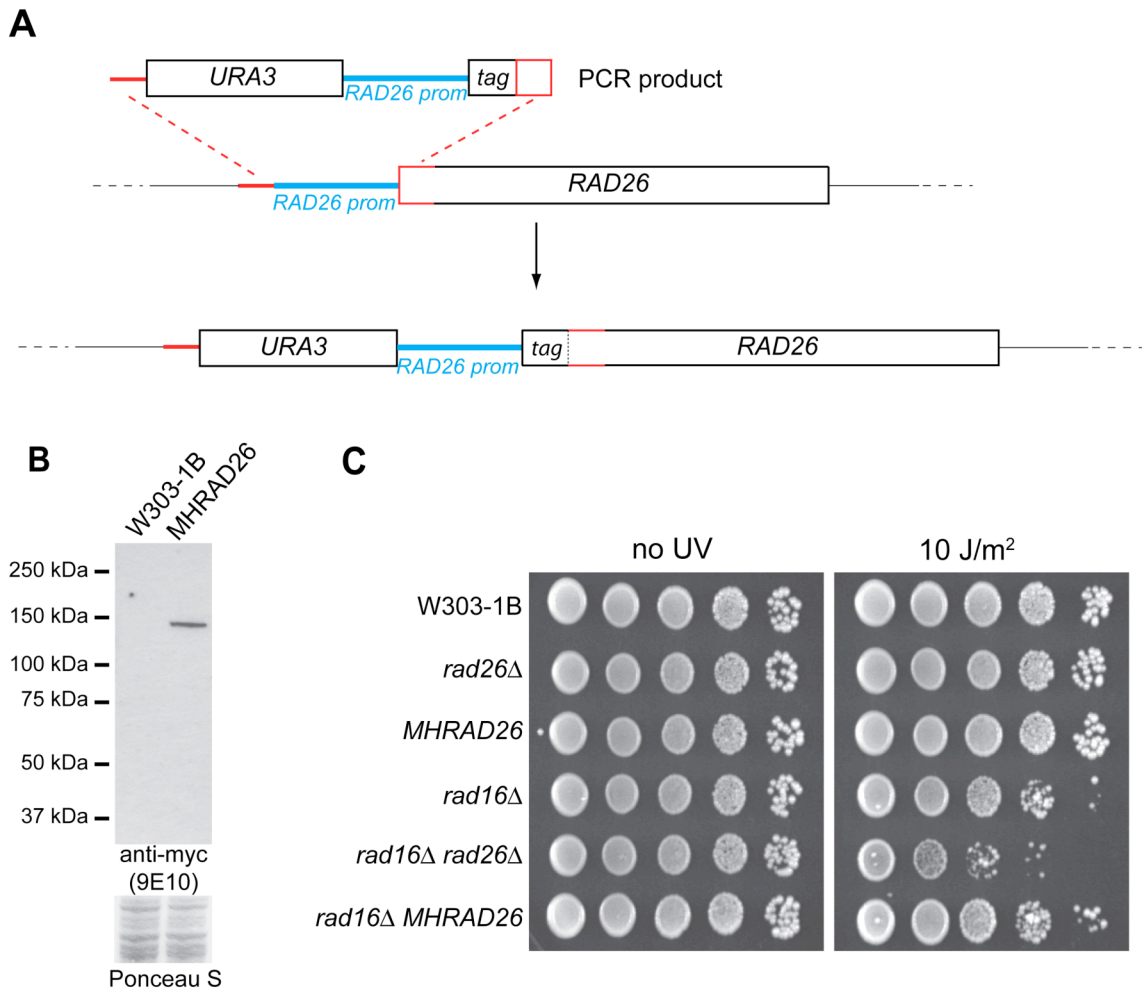 A
URA3
RAD26 prom
tag
PCR product
RAD26
RAD26 prom
URA3
RAD26 prom
tag
RAD26
B
W303-1B
MHRAD26
250 kDa
150 kDa
100 kDa
75 kDa
50 kDa
37 kDa
anti-myc
(9E10)
Ponceau S
C
no UV
10 J/m²
W303-1B
rad26Δ
MHRAD26
rad16Δ
rad16Δ rad26Δ
rad16Δ MHRAD26